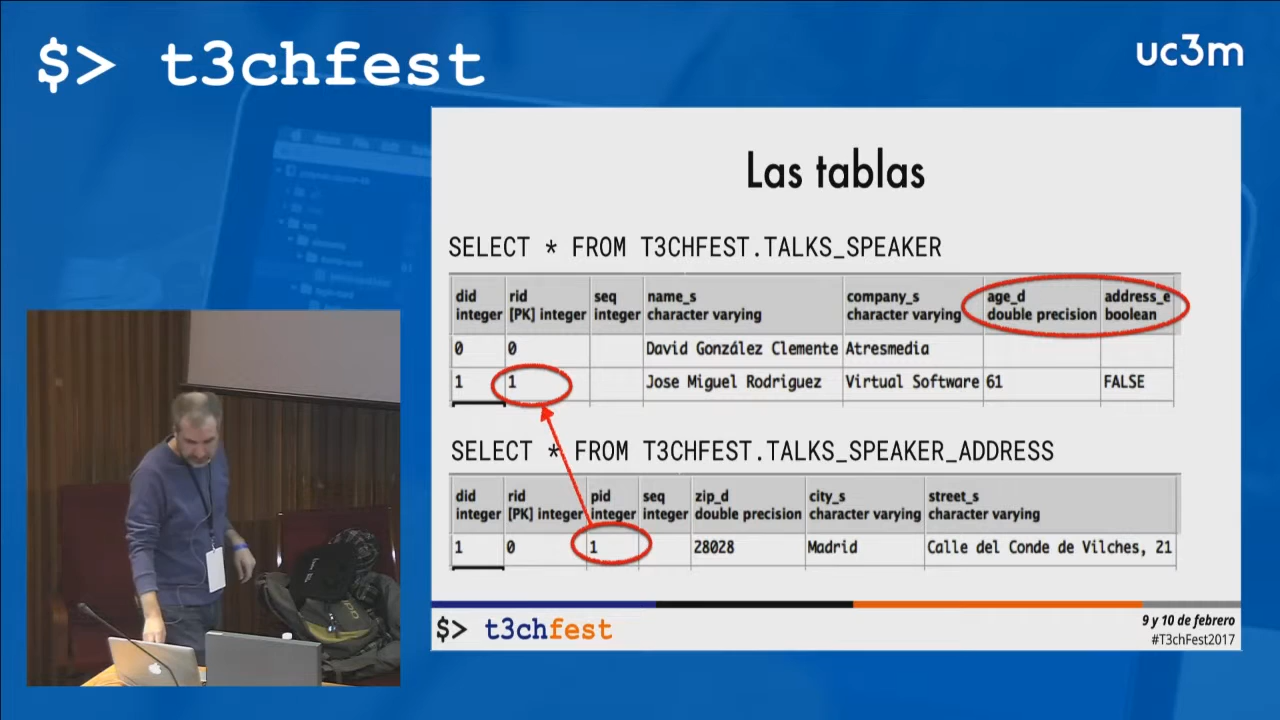 $> t3chfest
uc3m
Las tablas
SELECT * FROM T3CHFEST.TALKS_SPEAKER
did rid seq name_s company_s age_d address_e
integer [PK] integer integer character varying character varying double precision boolean
0 0 David González Clemente Atresmedia
1 1 Jose Miguel Rodriguez Virtual Software 61 FALSE
SELECT * FROM T3CHFEST.TALKS_SPEAKER_ADDRESS
did rid pid seq zip_d city_s street_s
integer [PK] integer integer integer double precision character varying character varying
1 0 1 28028 Madrid Calle del Conde de Vilches, 21
$> t3chfest
9 y 10 de febrero
#T3chFest2017